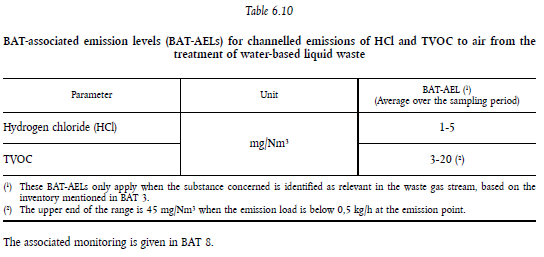 Table 6.10
BAT-associated emission levels (BAT-AELs) for channelled emissions of HCl and TVOC to air from the
treatment of water-based liquid waste
Parameter
Unit
BAT-AEL (¹)
(Average over the sampling period)
Hydrogen chloride (HCl)
mg/Nm³
1-5
TVOC
3-20 (²)
(¹) These BAT-AELs only apply when the substance concerned is identified as relevant in the waste gas stream, based on the
inventory mentioned in BAT 3.
(²) The upper end of the range is 45 mg/Nm³ when the emission load is below 0,5 kg/h at the emission point.
The associated monitoring is given in BAT 8.